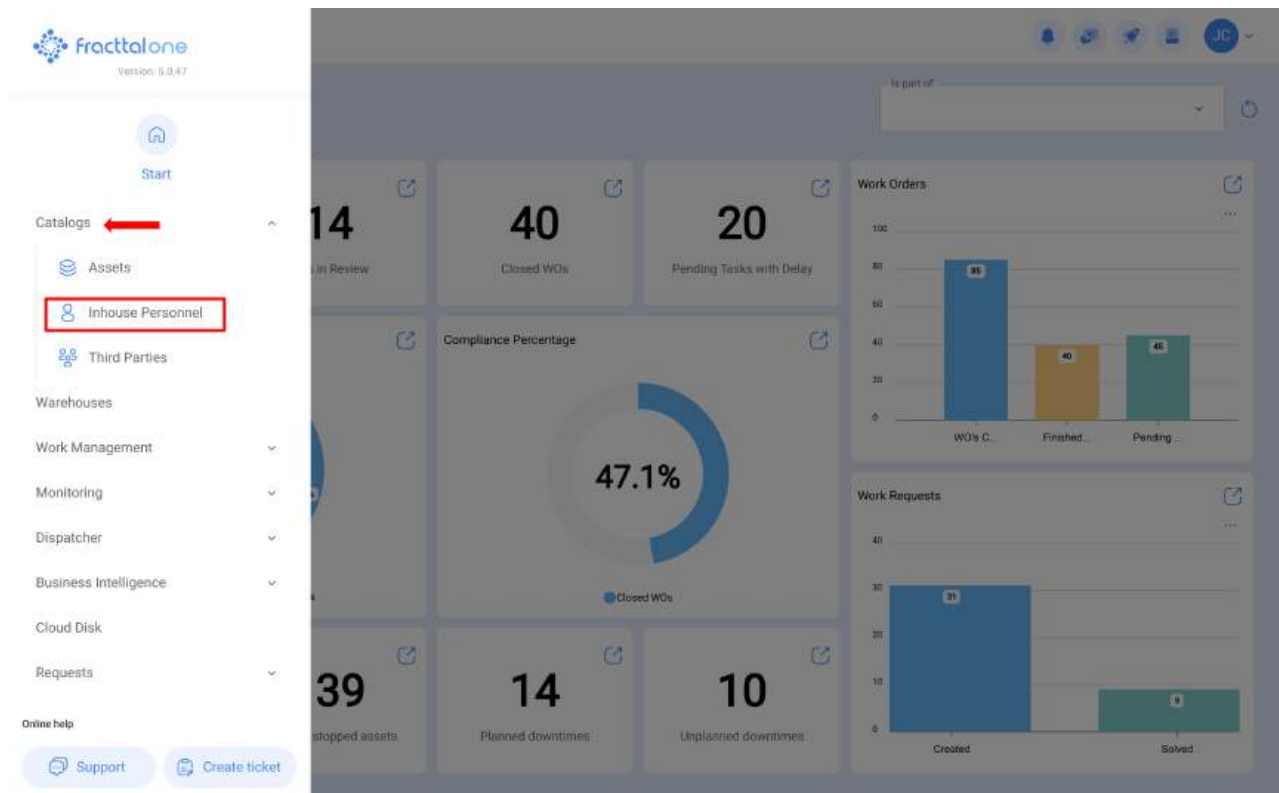 fracttalone
Version: 5.0.47
JC
Is part of
Start
Catalogs
Assets
Inhouse Personnel
Third Parties
Warehouses
Work Management
Monitoring
Dispatcher
Business Intelligence
Cloud Disk
Requests
Online help
Support
Create ticket
14
in Review
40
Closed WOs
20
Pending Tasks with Delay
Work Orders
...
100
80
60
40
20
0
40
45
WO's C...
Finished...
Pending ...
Compliance Percentage
47.1%
Closed WOs
Work Requests
...
40
30
20
10
0
31
9
Created
Solved
39
stopped assets
14
Planned downtimes
10
Unplanned downtimes